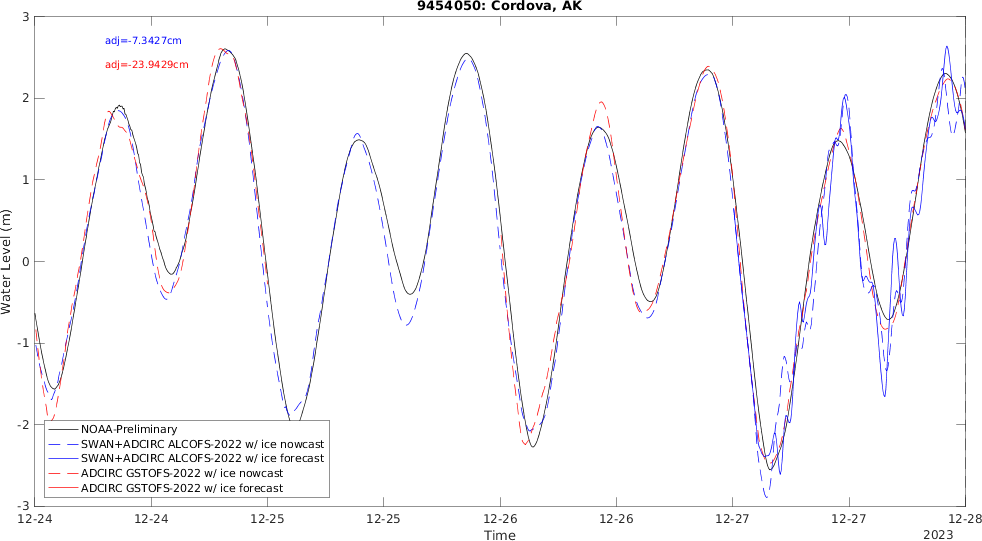 9454050: Cordova, AK
adj=-7.3427cm
adj=-23.9429cm
3
2
1
0
-1
-2
-3
Water Level (m)
NOAA-Preliminary
SWAN+ADCIRC ALCOFS-2022 w/ ice nowcast
SWAN+ADCIRC ALCOFS-2022 w/ ice forecast
ADCIRC GSTOFS-2022 w/ ice nowcast
ADCIRC GSTOFS-2022 w/ ice forecast
12-24 12-24 12-25 12-25 12-26 12-26 12-27 12-27 12-28
Time
2023